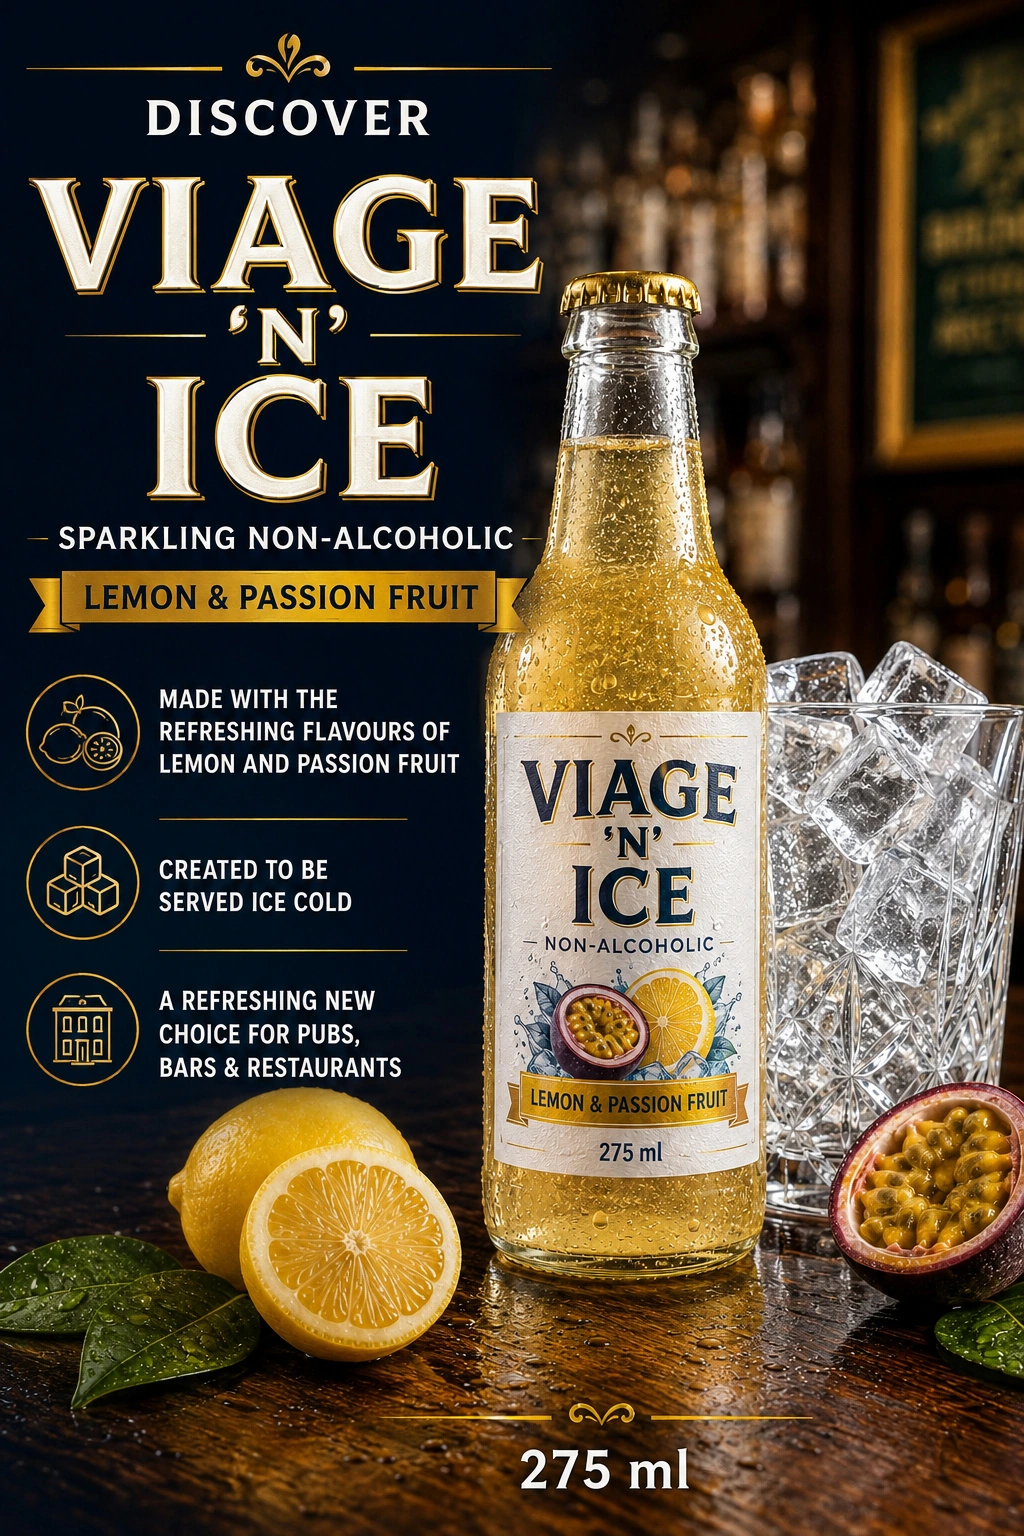 DISCOVER
VIAGE
‘N’
ICE
SPARKLING NON-ALCOHOLIC
LEMON & PASSION FRUIT
MADE WITH THE
REFRESHING FLAVOURS OF
LEMON AND PASSION FRUIT
CREATED TO BE
SERVED ICE COLD
A REFRESHING NEW
CHOICE FOR PUBS,
BARS & RESTAURANTS
VIAGE
‘N’
ICE
NON-ALCOHOLIC
LEMON & PASSION FRUIT
275 ml
275 ml